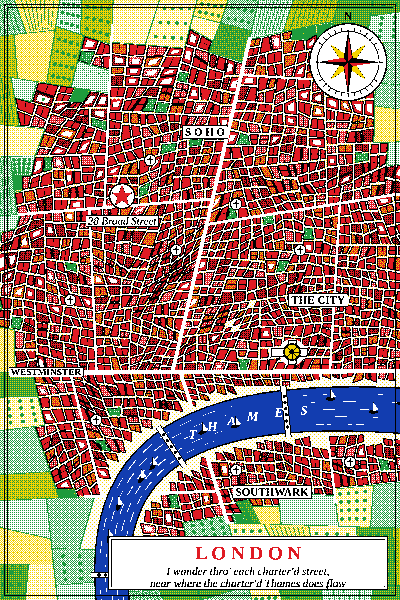 N
SOHO
28 Broad Street
THE CITY
WESTMINSTER
THAMES
SOUTHWARK
LONDON
I wander thro' each charter'd street,
near where the charter'd Thames does flow